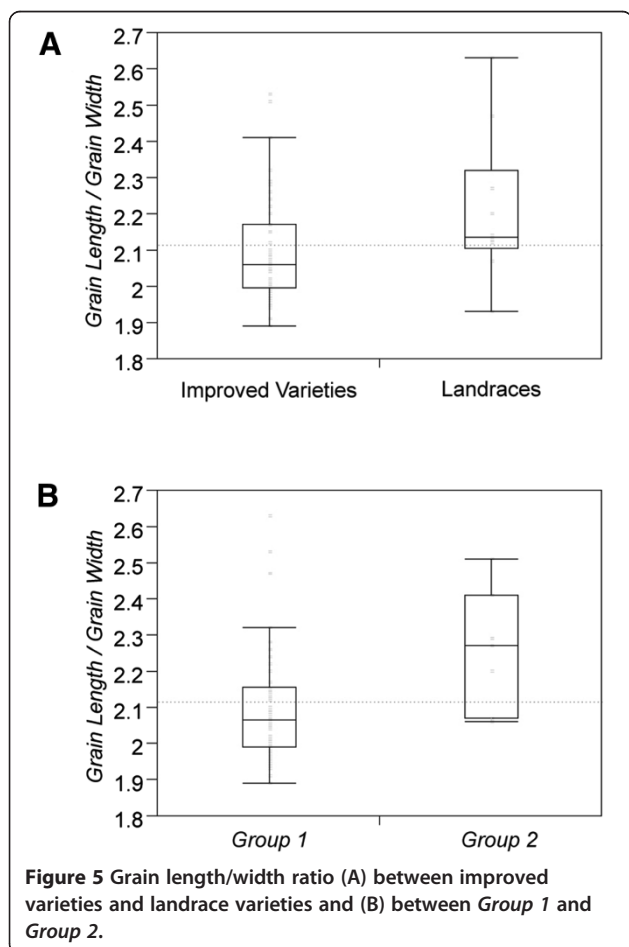 A
Grain Length / Grain Width
2.7
2.6
2.5
2.4
2.3
2.2
2.1
2
1.9
1.8
Improved Varieties
Landraces
B
Grain Length / Grain Width
2.7
2.6
2.5
2.4
2.3
2.2
2.1
2
1.9
1.8
Group 1
Group 2
Figure 5 Grain length/width ratio (A) between improved
varieties and landrace varieties and (B) between Group 1 and
Group 2.